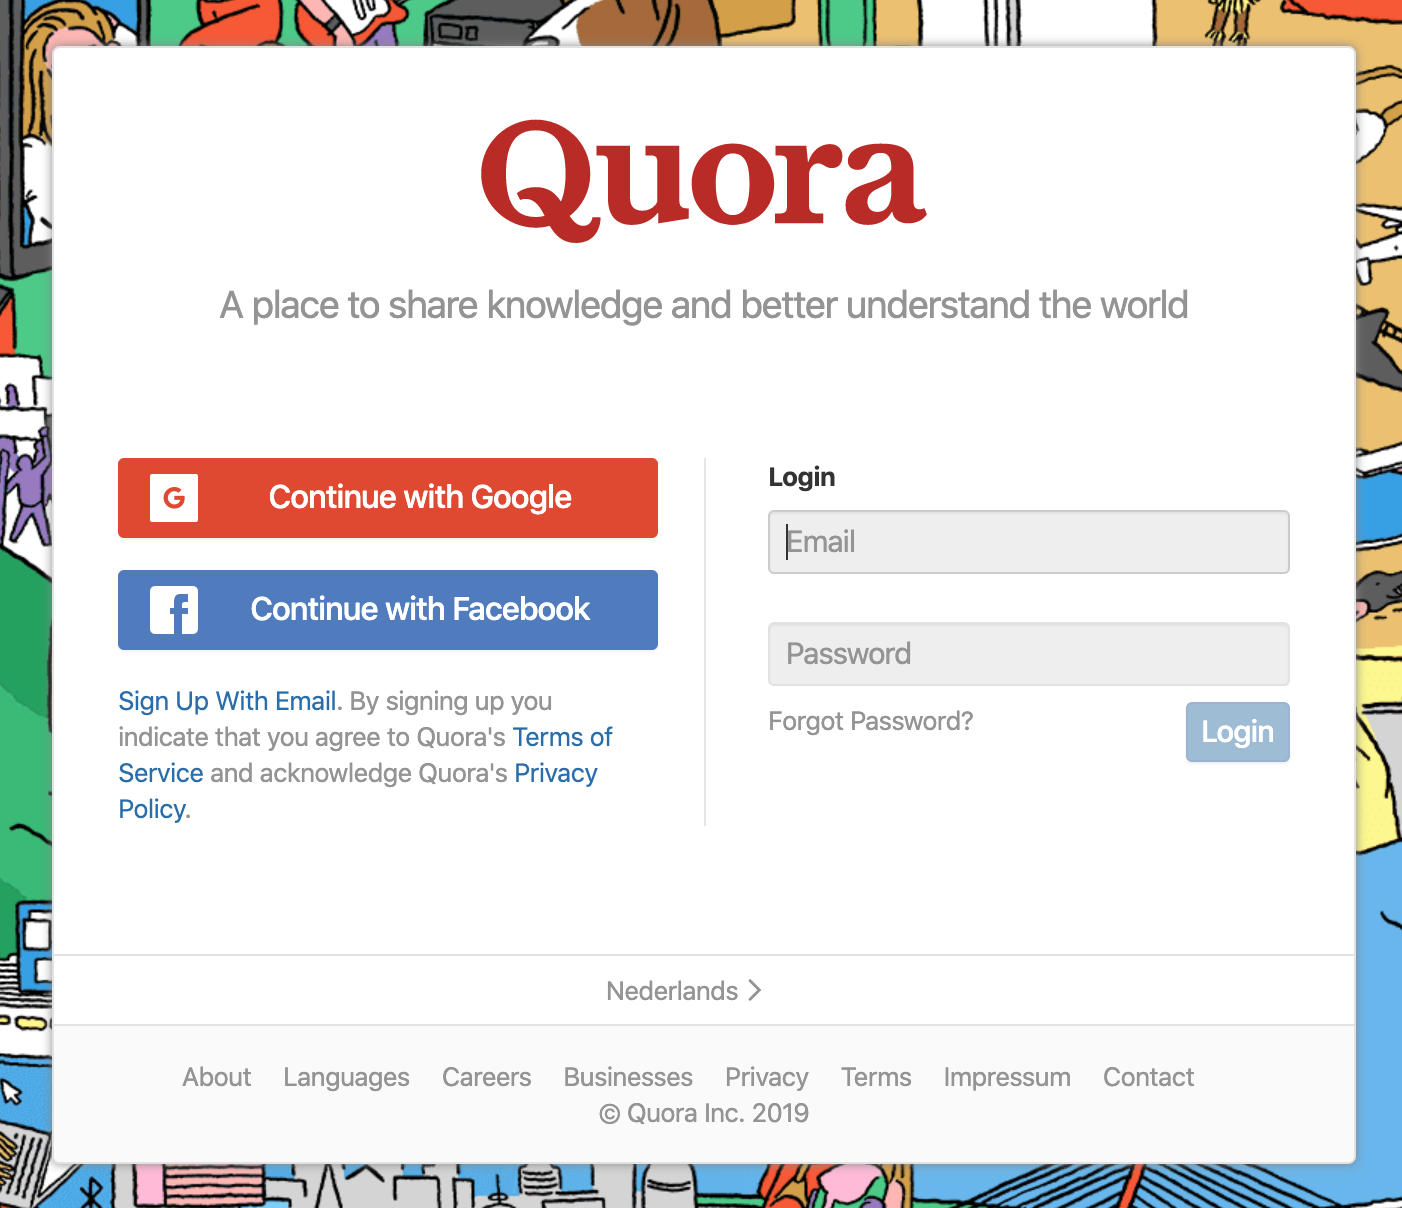 Quora
A place to share knowledge and better understand the world
G Continue with Google
f Continue with Facebook
Sign Up With Email. By signing up you
indicate that you agree to Quora's Terms of
Service and acknowledge Quora's Privacy
Policy.
Login
Email
Password
Forgot Password?
Login
Nederlands
About Languages Careers Businesses Privacy Terms Impressum Contact
© Quora Inc. 2019